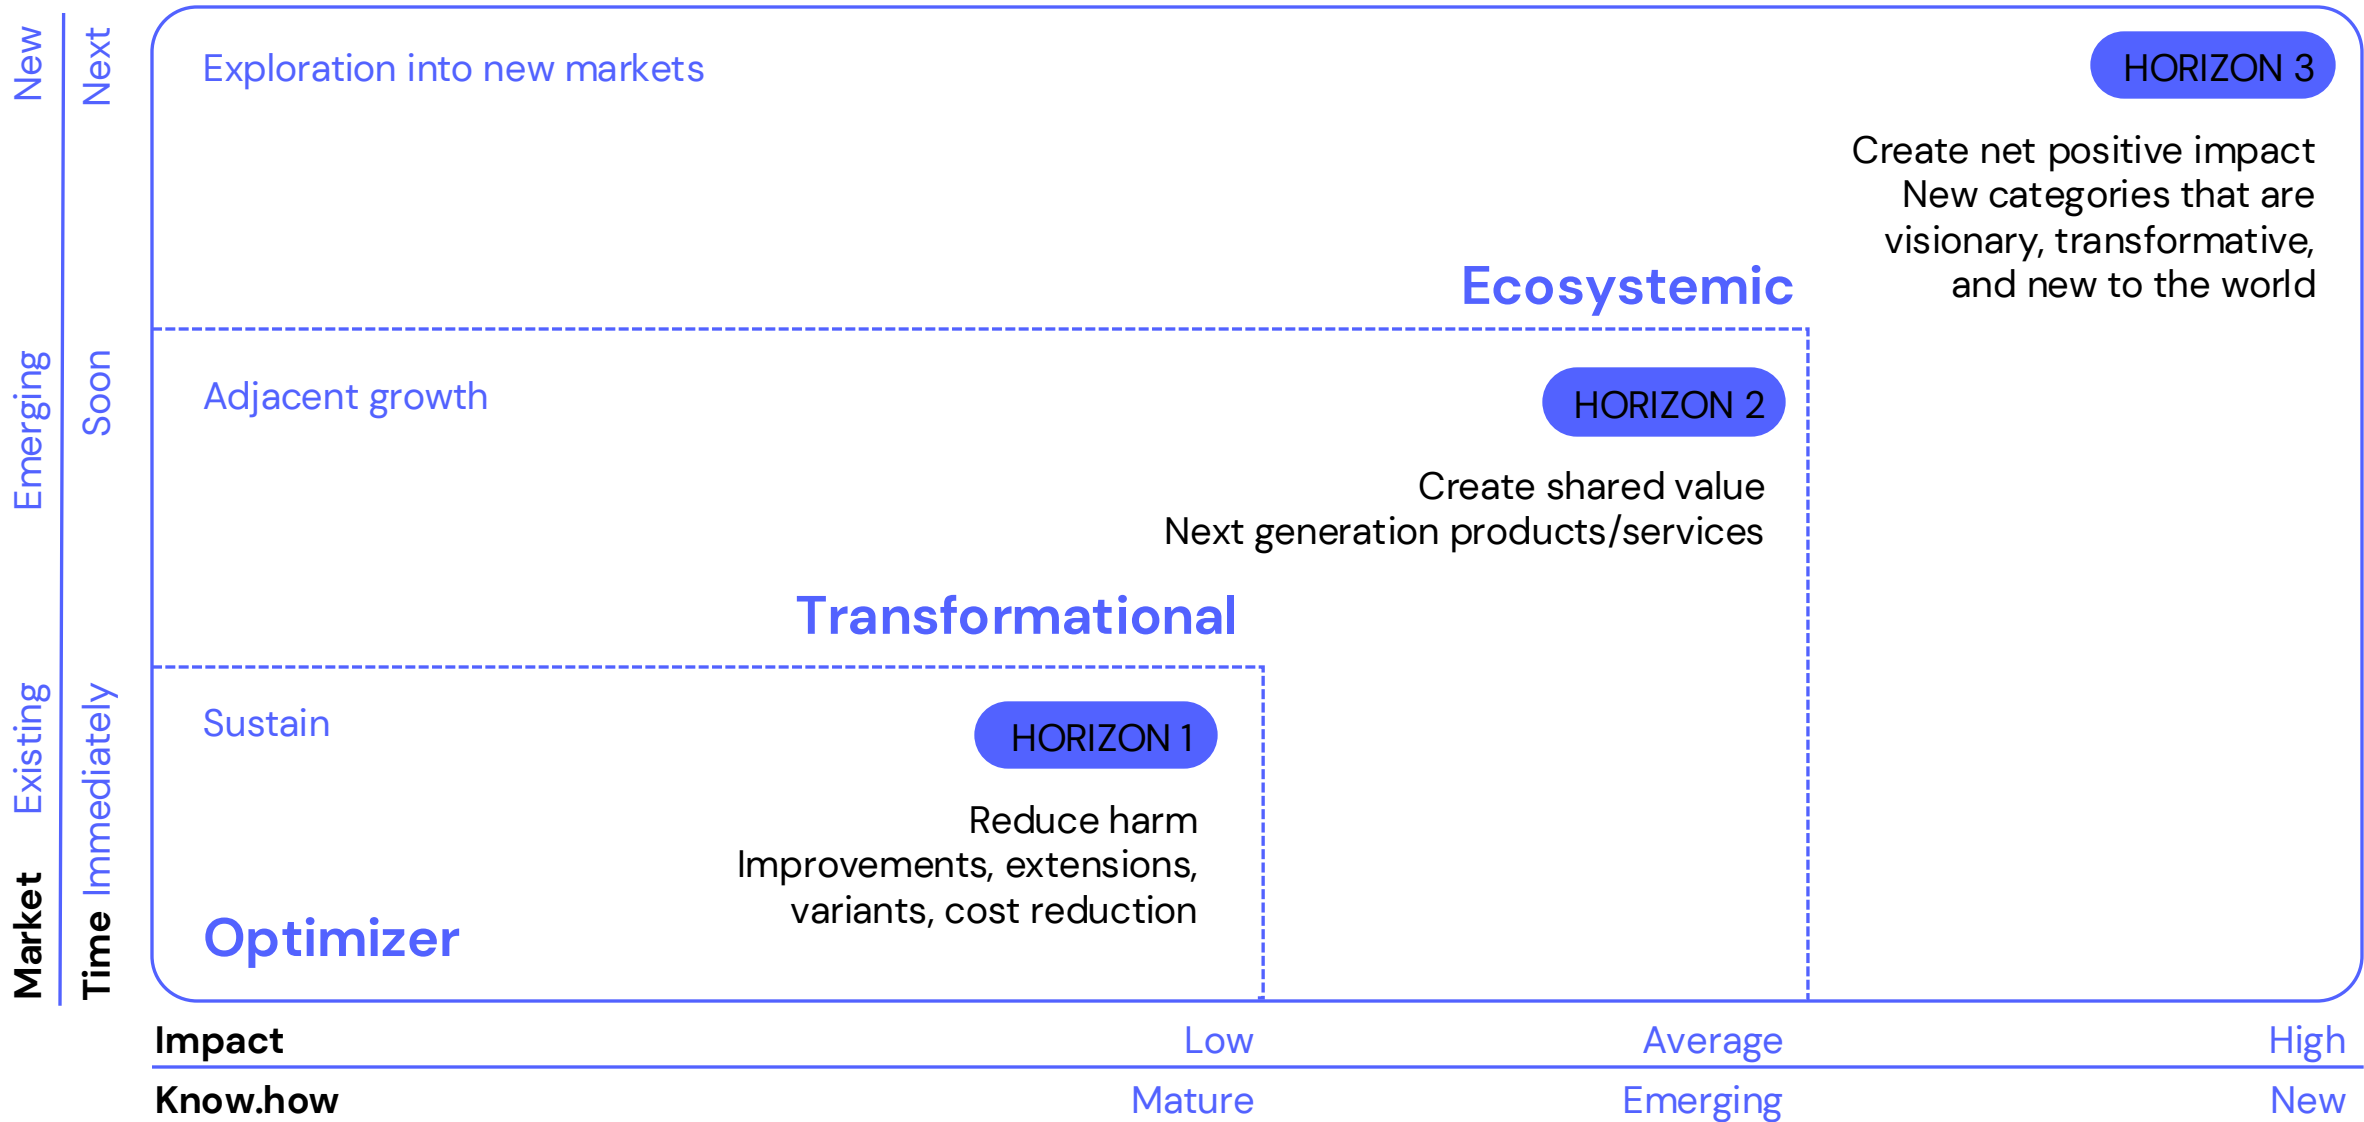 New
Next
Exploration into new markets
HORIZON 3
Create net positive impact
New categories that are
visionary, transformative,
and new to the world
Ecosystemic
Emerging
Soon
Adjacent growth
HORIZON 2
Create shared value
Next generation products/services
Transformational
Existing
Immediately
Sustain
HORIZON 1
Reduce harm
Improvements, extensions,
variants, cost reduction
Optimizer
Market
Time
Impact
Low
Average
High
Know.how
Mature
Emerging
New